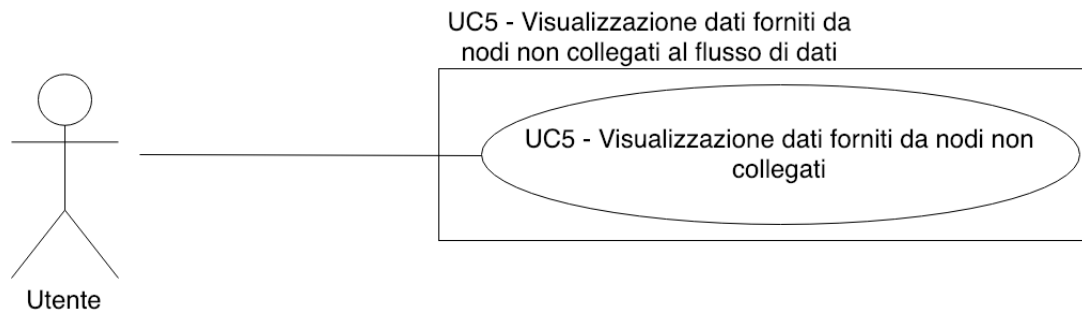 UC5 - Visualizzazione dati forniti da
nodi non collegati al flusso di dati
UC5 - Visualizzazione dati forniti da nodi non
collegati
Utente